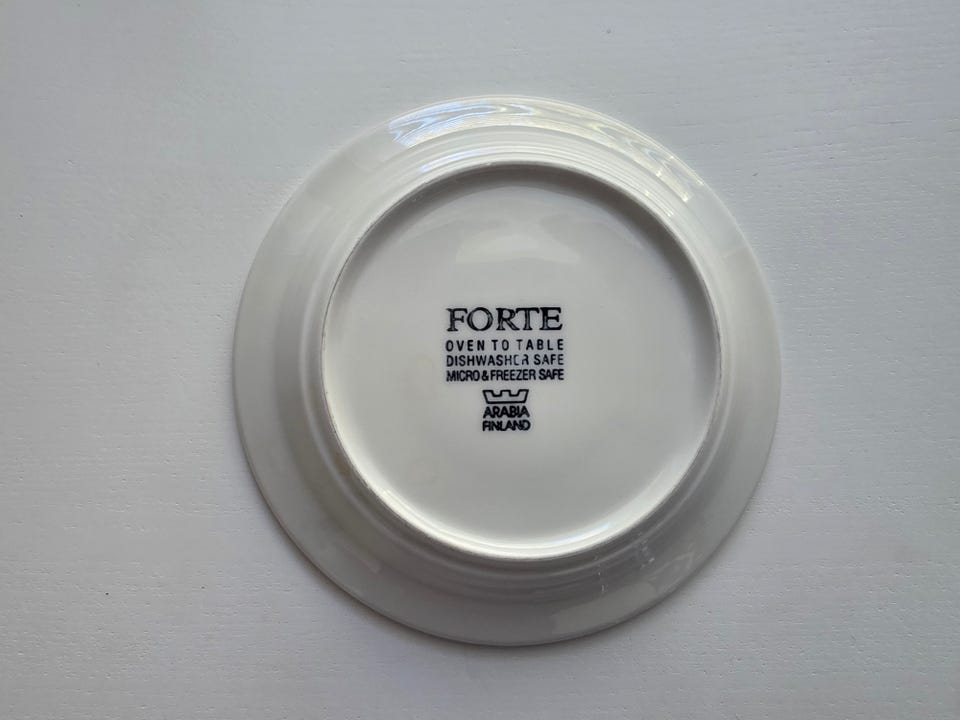 FORTE
OVEN TO TABLE
DISHWASHER SAFE
MICRO & FREEZER SAFE
ARABIA
FINLAND